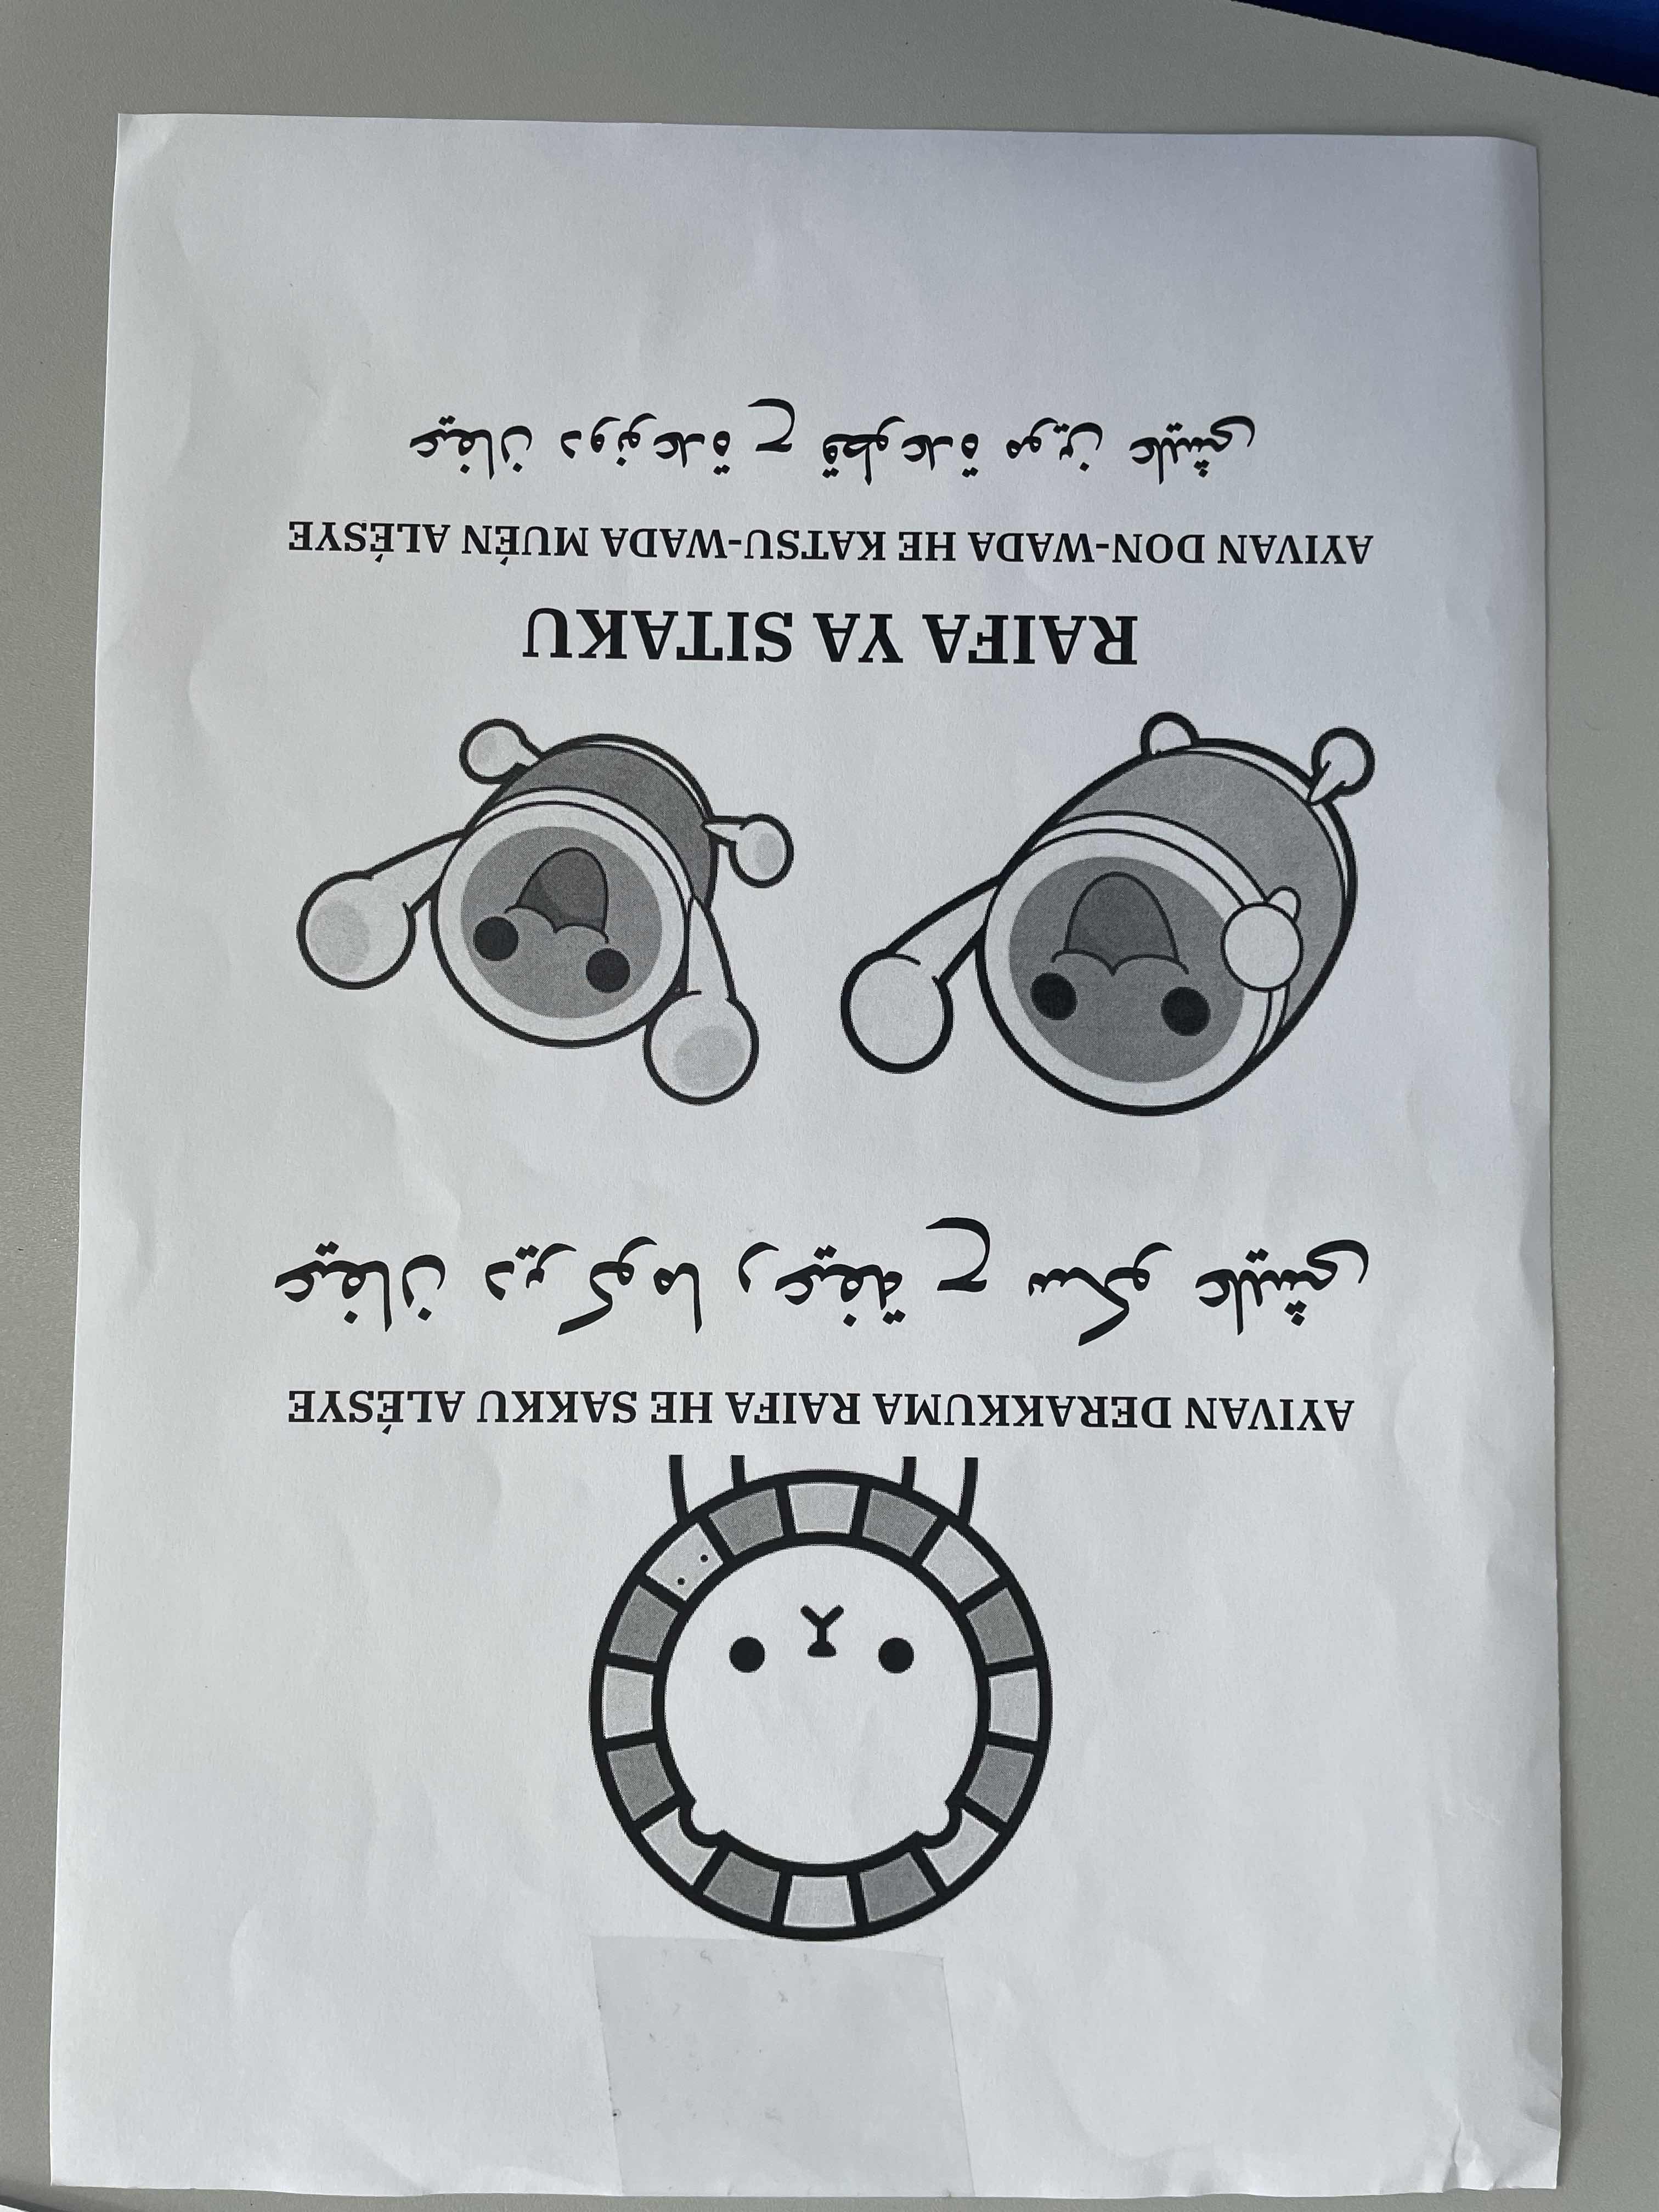 AYIVAN DERAKKUMA RAIFA HE SAKKU ALÉSYE
عيفان ديركوما رعيفة ح سكو عليشى
RAIFA YA SITAKU
AYIVAN DON-WADA HE KATSU-WADA MUÉN ALÉSYE
عيفان دونوعدة ح قطوعدة موين عليشى